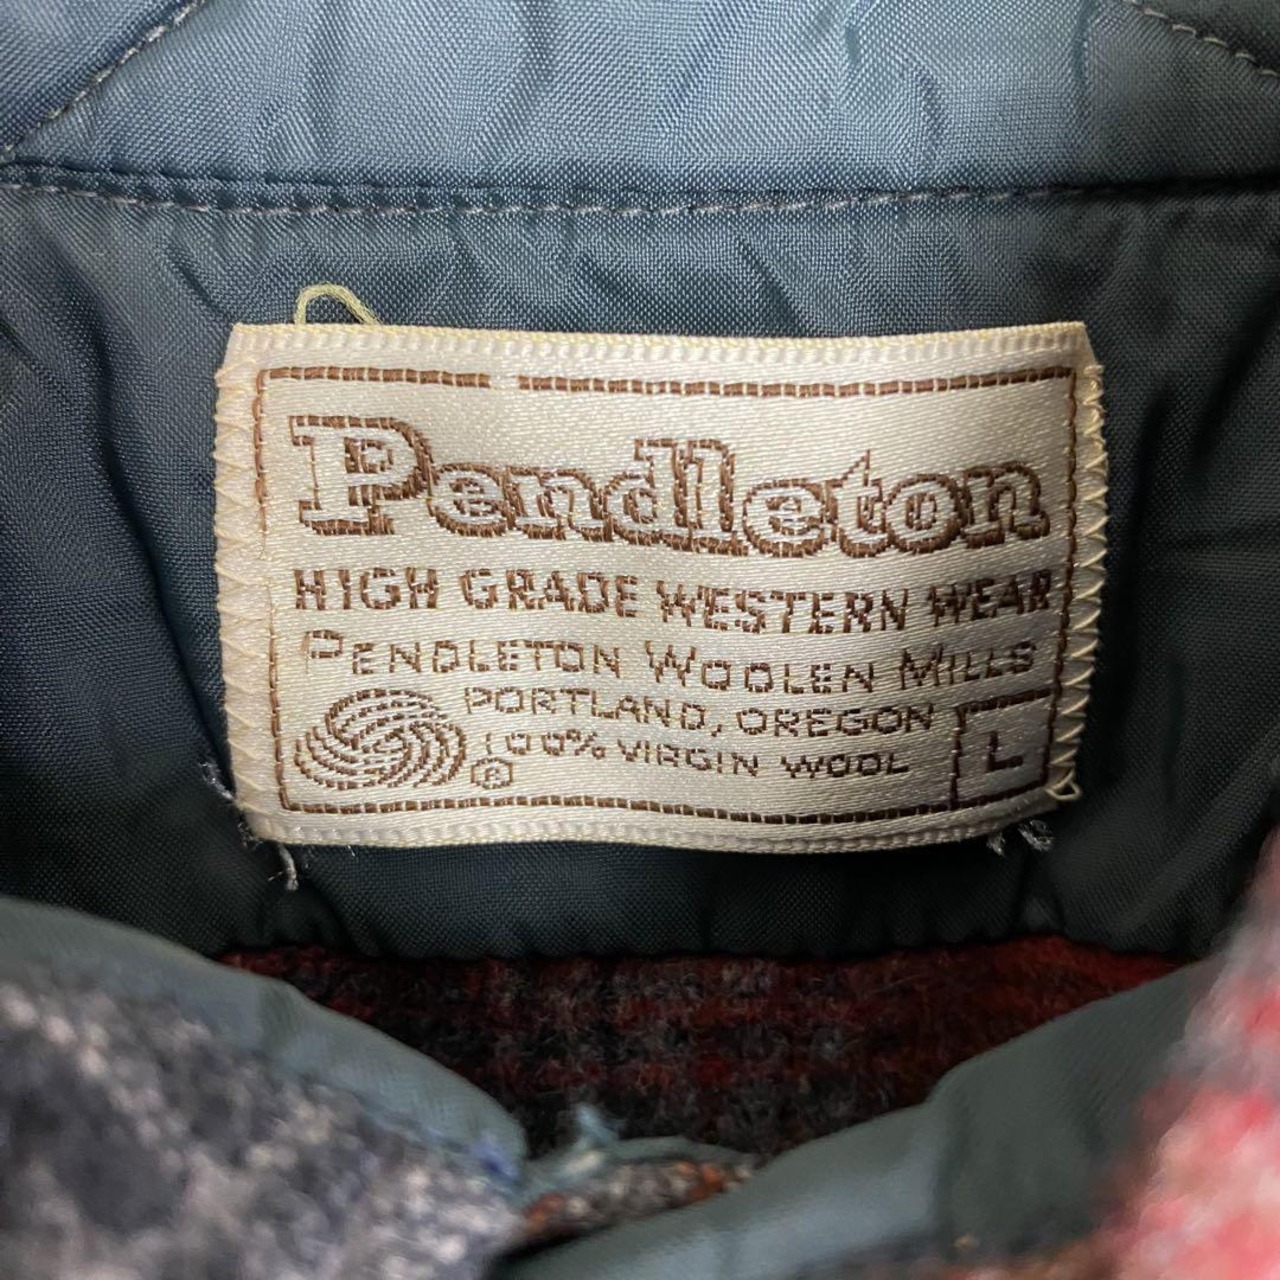 Pendleton
HIGH GRADE WESTERN WEAR
PENDLETON WOOLEN MILLS
PORTLAND, OREGON
100% VIRGIN WOOL
®
L